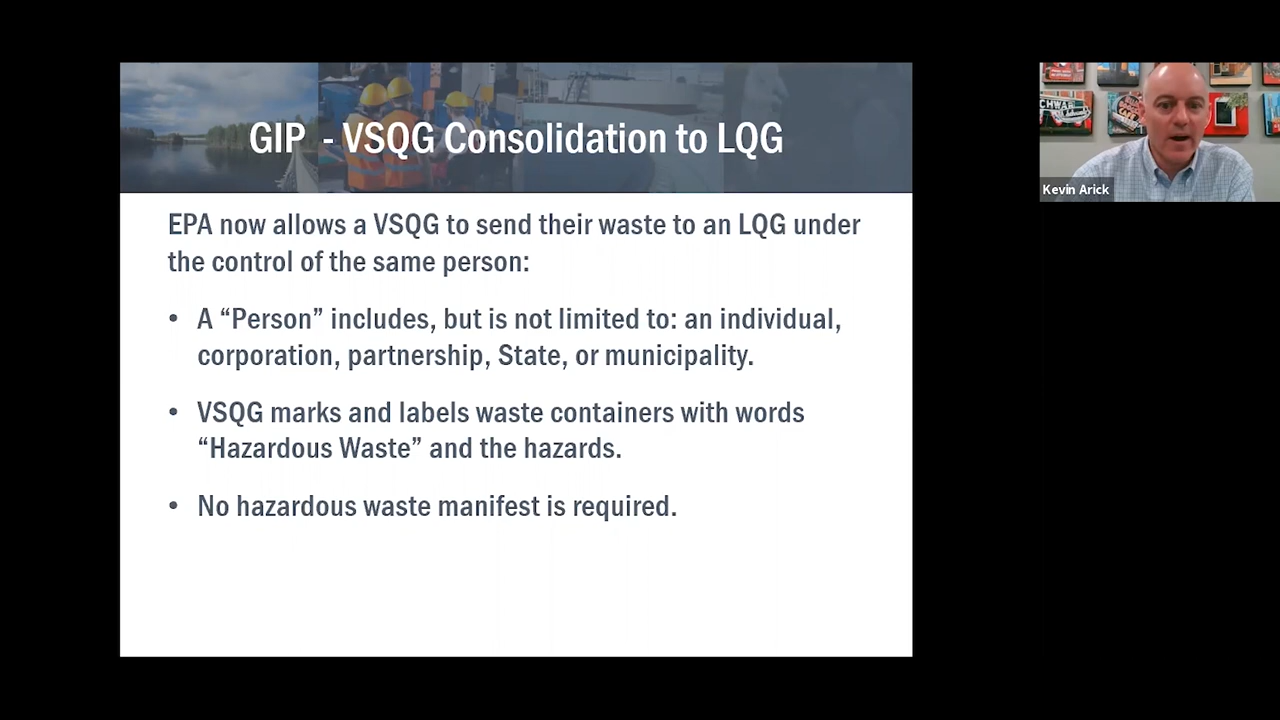 GIP - VSQG Consolidation to LQG
EPA now allows a VSQG to send their waste to an LQG under
the control of the same person:
• A “Person” includes, but is not limited to: an individual,
corporation, partnership, State, or municipality.
• VSQG marks and labels waste containers with words
“Hazardous Waste” and the hazards.
• No hazardous waste manifest is required.
CAFE
Kevin Arick